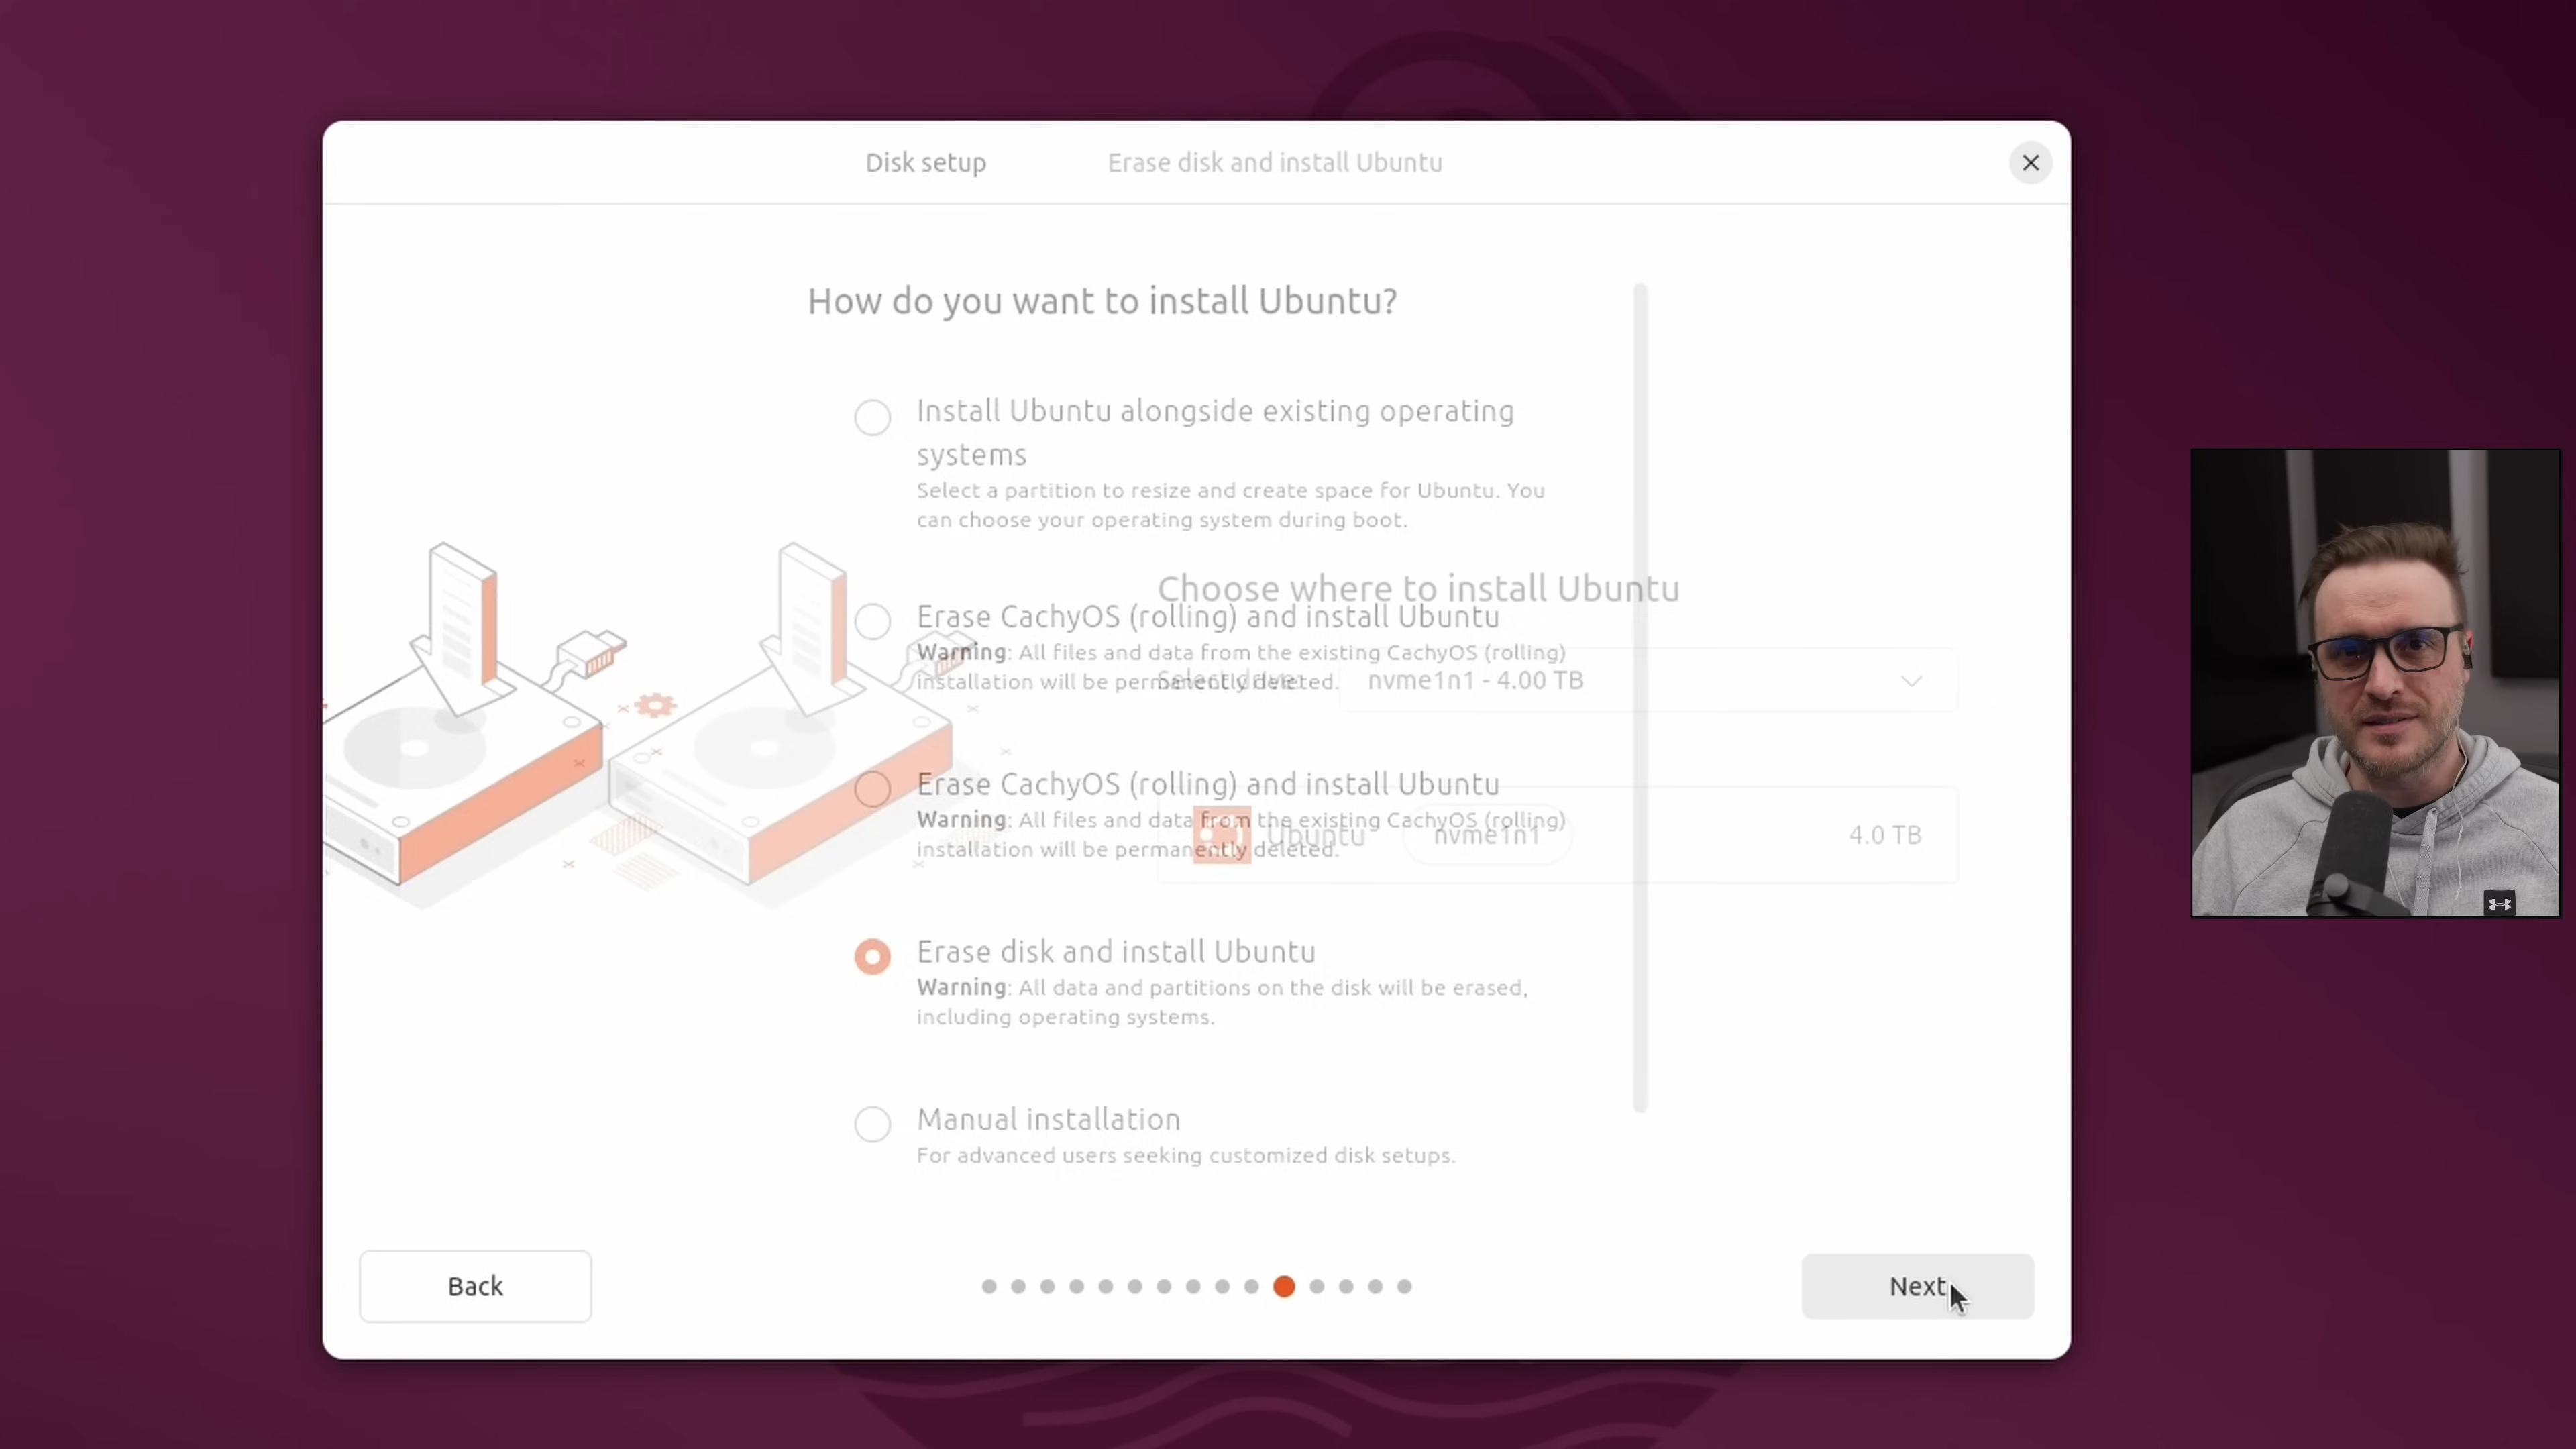 Disk setup
Erase disk and install Ubuntu
How do you want to install Ubuntu?
Install Ubuntu alongside existing operating
systems
Select a partition to resize and create space for Ubuntu. You
can choose your operating system during boot.
Choose where to install Ubuntu
Erase CachyOS (rolling) and install Ubuntu
Warning: All files and data from the existing CachyOS (rolling)
installation will be permanently deleted.
Select
nvme1n1 - 4.00 TB
Erase CachyOS (rolling) and install Ubuntu
Warning: All files and data from the existing CachyOS (rolling)
installation will be permanently deleted.
Ubuntu
nvme1n1
4.0 TB
Erase disk and install Ubuntu
Warning: All data and partitions on the disk will be erased,
including operating systems.
Manual installation
For advanced users seeking customized disk setups.
Back
Next